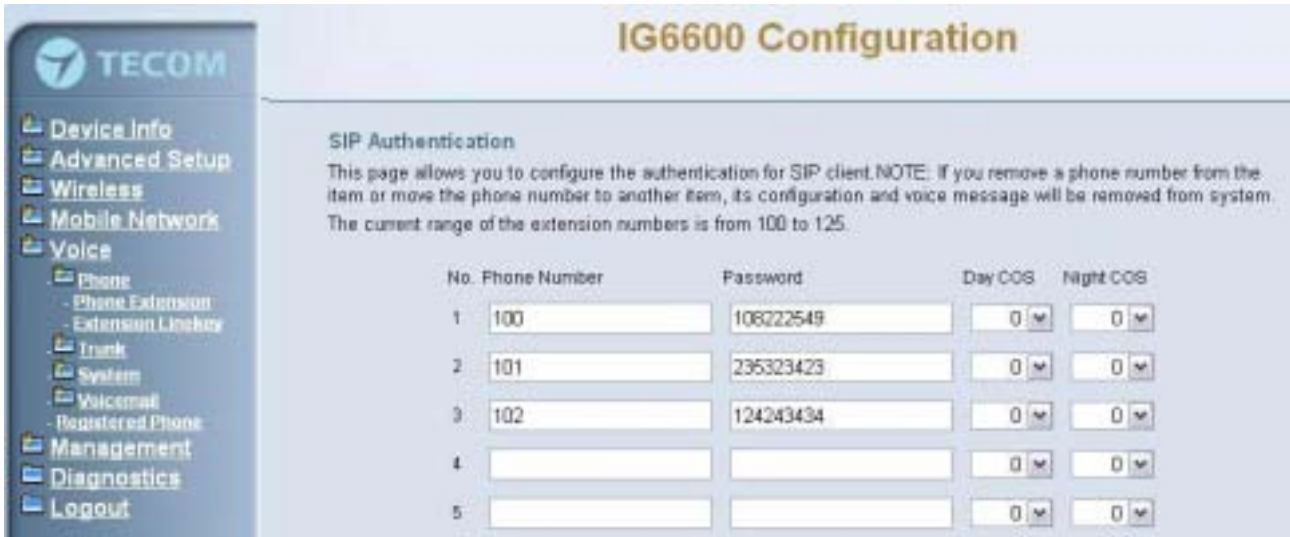 IG6600 Configuration
TECOM
Device Info
Advanced Setup
Wireless
Mobile Network
Voice
Phone
- Phone Extension
- Extension Linekey
Trunk
System
Voicemail
- Registered Phone
Management
Diagnostics
Logout
SIP Authentication
This page allows you to configure the authentication for SIP client.NOTE: If you remove a phone number from the
item or move the phone number to another item, its configuration and voice message will be removed from system.
The current range of the extension numbers is from 100 to 125.
No. Phone Number Password Day COS Night COS
1 100 108222549 0 0
2 101 235323423 0 0
3 102 124243434 0 0
4 0 0
5 0 0